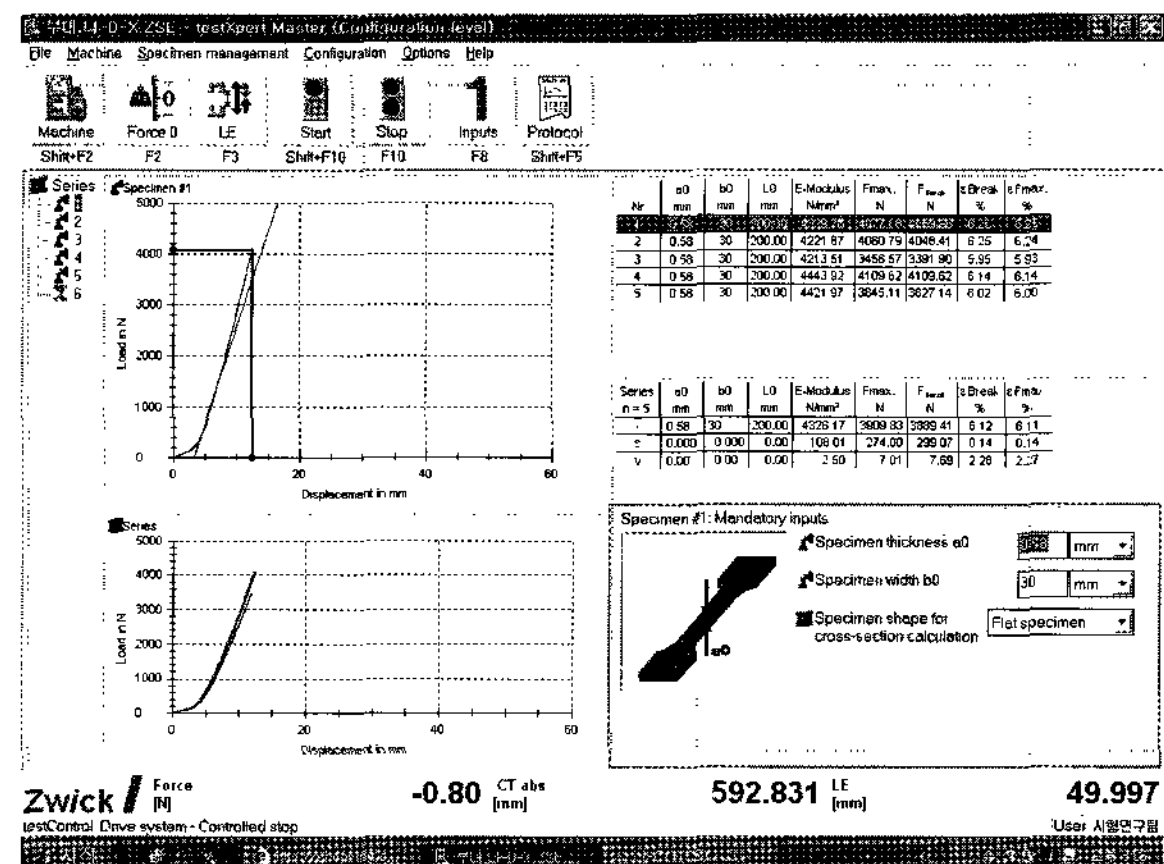 -D-X.ZSE - testXpert Master (Configuration level)
File Machine Specimen management Configuration Options Help
Machine Force 0 LE Start Stop Inputs Protocol
Shift+F2 F2 F3 Shift+F10 F10 F8 Shift+F5
Series
2
3
4
5
6
Specimen #1
5000
4000
3000
2000
1000
0
Load in N
0 20 40 60
Displacement in mm
Nr a0 mm b0 mm L0 mm E-Modulus N/mm² Fmax. N F N εBreak % εFmax. %
2 0.58 30 200.00 4221.87 4060.79 4048.41 6.25 6.24
3 0.58 30 200.00 4213.51 3456.57 3391.90 5.95 5.93
4 0.58 30 200.00 4443.92 4109.62 4109.62 6.14 6.14
5 0.58 30 200.00 4421.97 3845.11 3827.14 6.02 6.00
Series n = 5 a0 mm b0 mm L0 mm E-Modulus N/mm² Fmax. N F N εBreak % εFmax %
0.58 30 200.00 4326.17 3909.83 3889.41 6.12 6.11
s 0.000 0.000 0.00 108.01 274.00 299.07 0.14 0.14
v 0.00 0.00 0.00 2.50 7.01 7.69 2.28
Series
5000
4000
3000
2000
1000
0
Load in N
0 20 40 60
Displacement in mm
Specimen #1: Mandatory inputs
Specimen thickness a0 mm
Specimen width b0 30 mm
Specimen shape for cross-section calculation Flat specimen
a0
Zwick Force [N] -0.80 CT abs [mm] 592.831 LE [mm] 49.997
testControl Drive system - Controlled stop User 시험연구팀